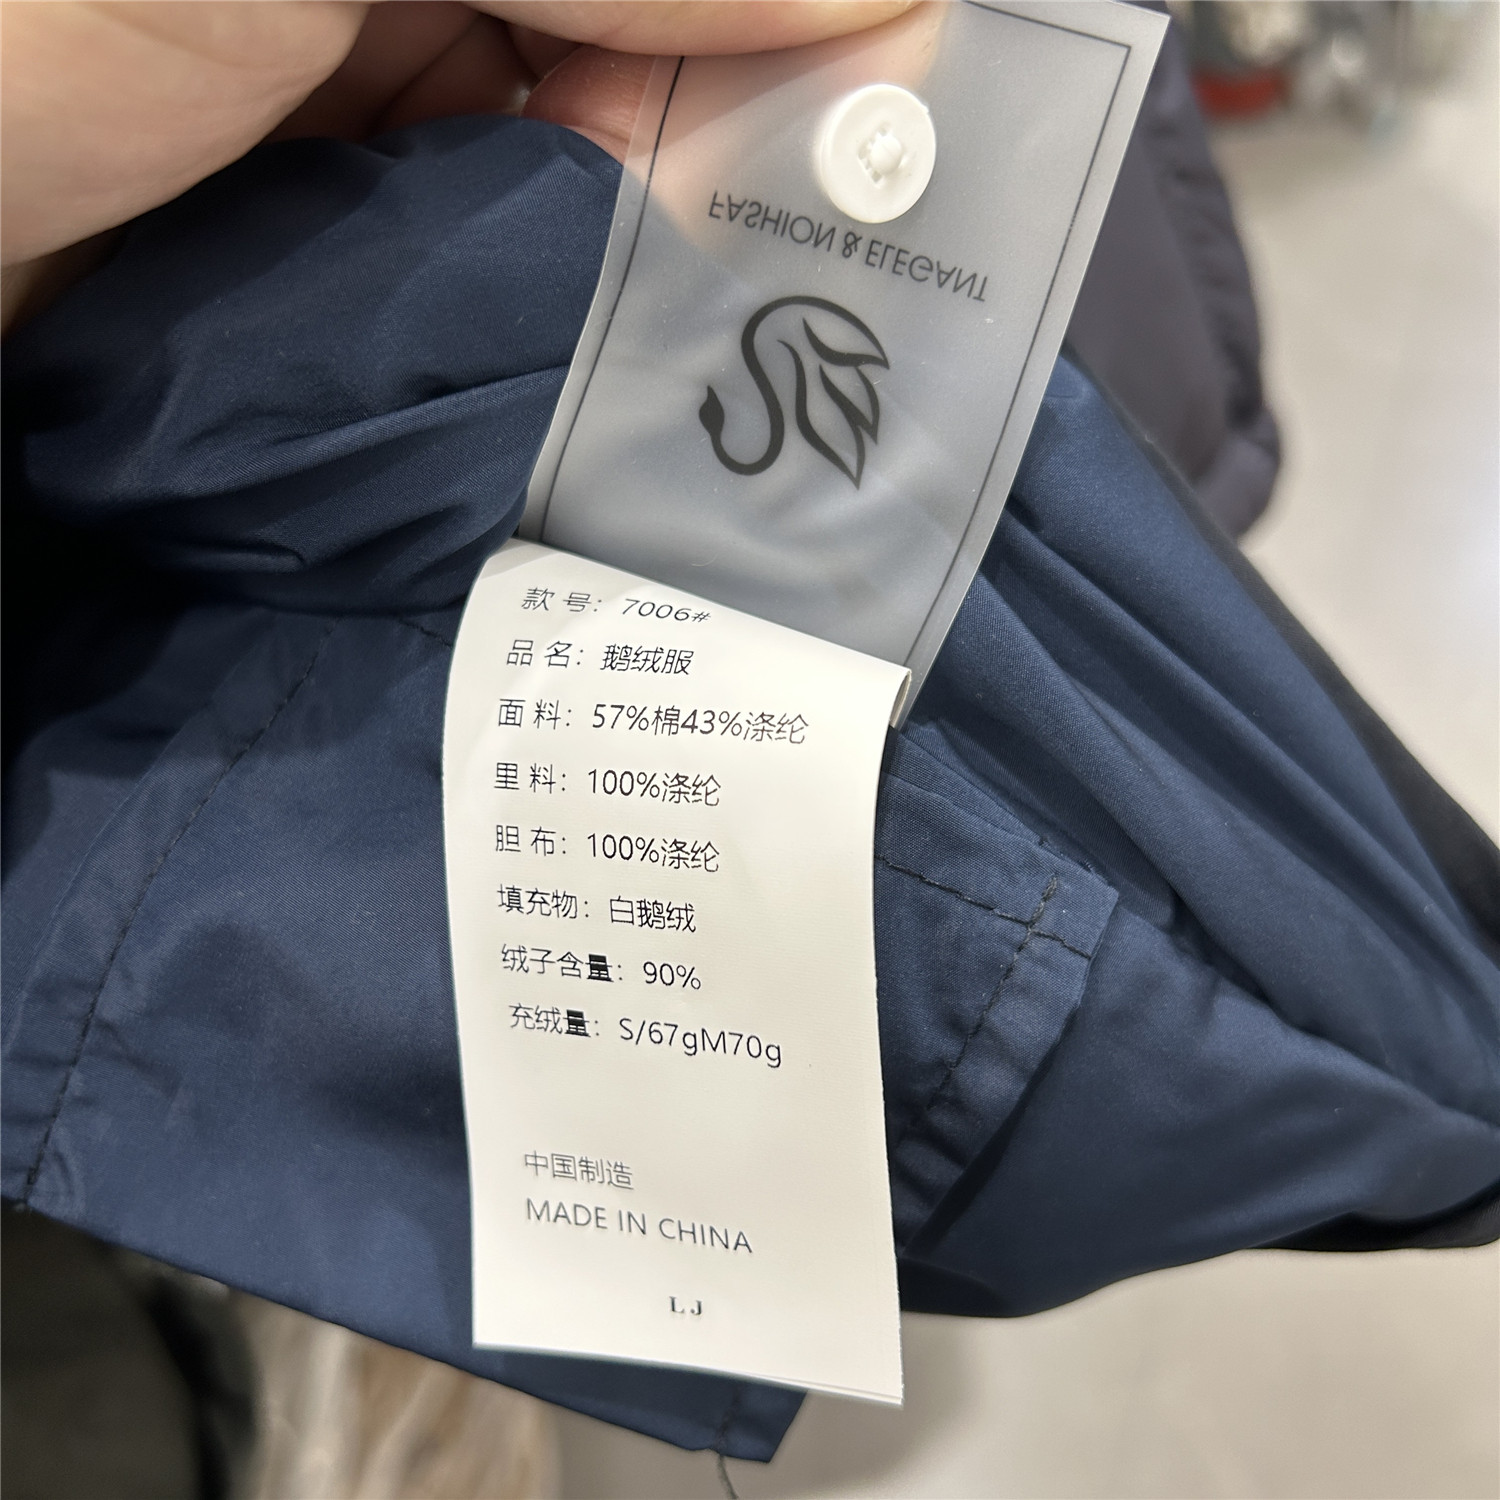 FASHION & ELEGANT
款号：7006#
品名：鹅绒服
面料：57%棉43%涤纶
里料：100%涤纶
胆布：100%涤纶
填充物：白鹅绒
绒子含量：90%
充绒量：S/67gM70g
中国制造
MADE IN CHINA
LJ